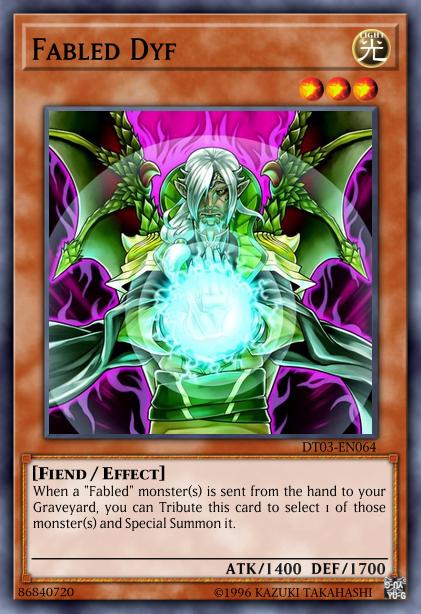 Fabled Dyf
LIGHT
光
DT03-EN064
[Fiend / Effect]
When a "Fabled" monster(s) is sent from the hand to your
Graveyard, you can Tribute this card to select 1 of those
monster(s) and Special Summon it.
ATK/1400 DEF/1700
86840720
©1996 KAZUKI TAKAHASHI